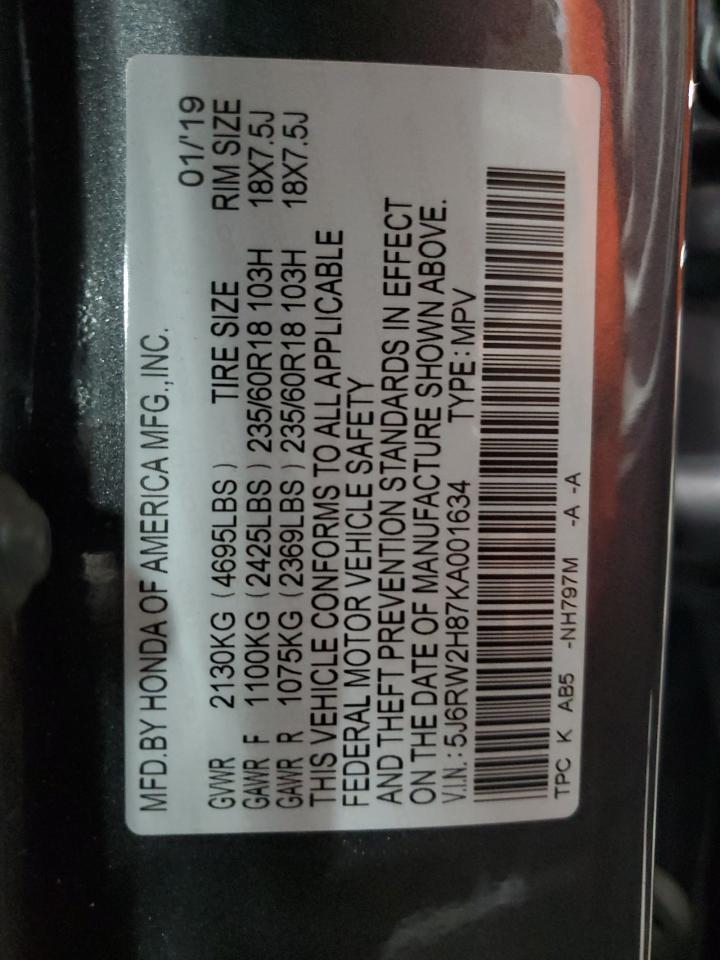 MFD.BY HONDA OF AMERICA MFG.,INC.
01/'19
GVWR 2130KG (4695LBS) TIRE SIZE RIM SIZE
GAWR F 1100KG (2425LBS) 235/60R18 103H 18X7.5J
GAWR R 1075KG (2369LBS) 235/60R18 103H 18X7.5J
THIS VEHICLE CONFORMS TO ALL APPLICABLE
FEDERAL MOTOR VEHICLE SAFETY
AND THEFT PREVENTION STANDARDS IN EFFECT
ON THE DATE OF MANUFACTURE SHOWN ABOVE.
V.I.N.: 5J6RW2H87KA001634 TYPE: MPV
TPC K AB5 -NH797M -A -A